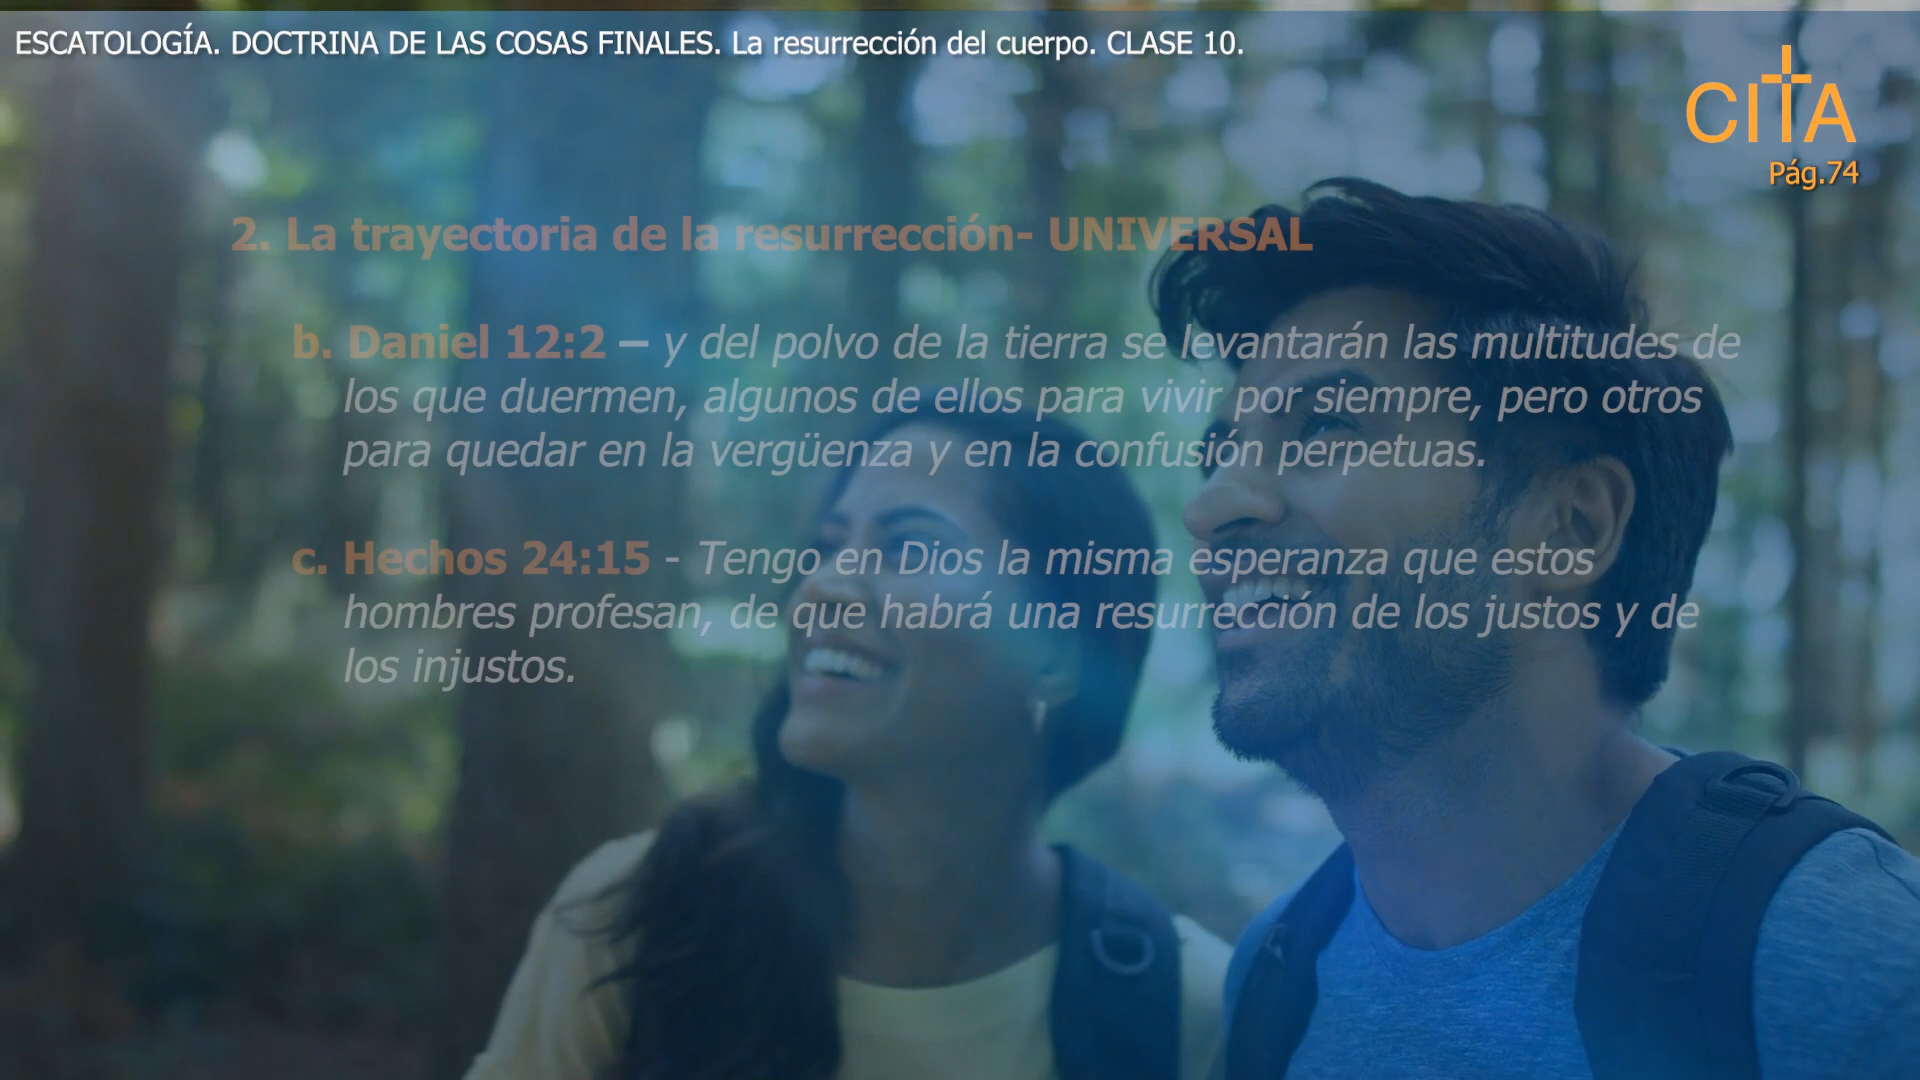 ESCATOLOGÍA. DOCTRINA DE LAS COSAS FINALES. La resurrección del cuerpo. CLASE 10.
CITA
Pág.74
2. La trayectoria de la resurrección- UNIVERSAL
b. Daniel 12:2 – y del polvo de la tierra se levantarán las multitudes de
los que duermen, algunos de ellos para vivir por siempre, pero otros
para quedar en la vergüenza y en la confusión perpetuas.
c. Hechos 24:15 - Tengo en Dios la misma esperanza que estos
hombres profesan, de que habrá una resurrección de los justos y de
los injustos.